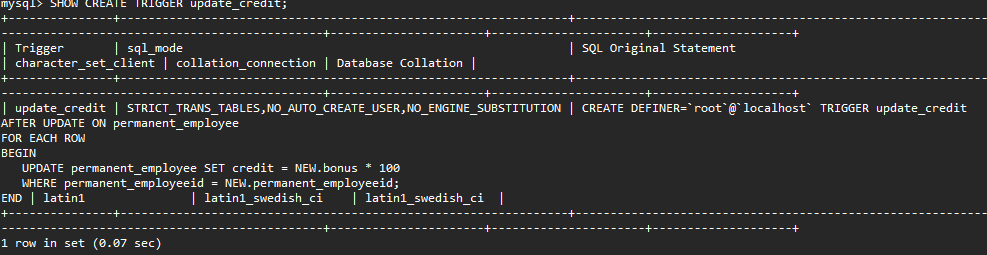 mysql> SHOW CREATE TRIGGER update_credit;
+---------------+------------------------------------------------------------+-------------------------------------------------------
------------------------------------------+----------------------+----------------------+--------------------+
| Trigger       | sql_mode                                                   | SQL Original Statement
| character_set_client | collation_connection | Database Collation |
+---------------+------------------------------------------------------------+-------------------------------------------------------
------------------------------------------+----------------------+----------------------+--------------------+
| update_credit | STRICT_TRANS_TABLES,NO_AUTO_CREATE_USER,NO_ENGINE_SUBSTITUTION | CREATE DEFINER=`root`@`localhost` TRIGGER update_credit
AFTER UPDATE ON permanent_employee
FOR EACH ROW
BEGIN
   UPDATE permanent_employee SET credit = NEW.bonus * 100
   WHERE permanent_employeeid = NEW.permanent_employeeid;
END | latin1               | latin1_swedish_ci    | latin1_swedish_ci  |
+---------------+------------------------------------------------------------+-------------------------------------------------------
------------------------------------------+----------------------+----------------------+--------------------+
1 row in set (0.07 sec)